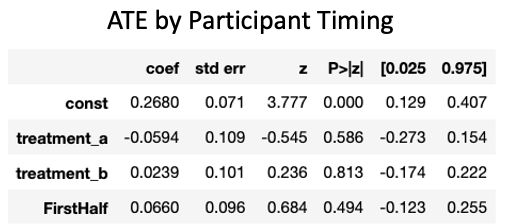 ATE by Participant Timing
coef std err z P>|z| [0.025 0.975]
const 0.2680 0.071 3.777 0.000 0.129 0.407
treatment_a -0.0594 0.109 -0.545 0.586 -0.273 0.154
treatment_b 0.0239 0.101 0.236 0.813 -0.174 0.222
FirstHalf 0.0660 0.096 0.684 0.494 -0.123 0.255